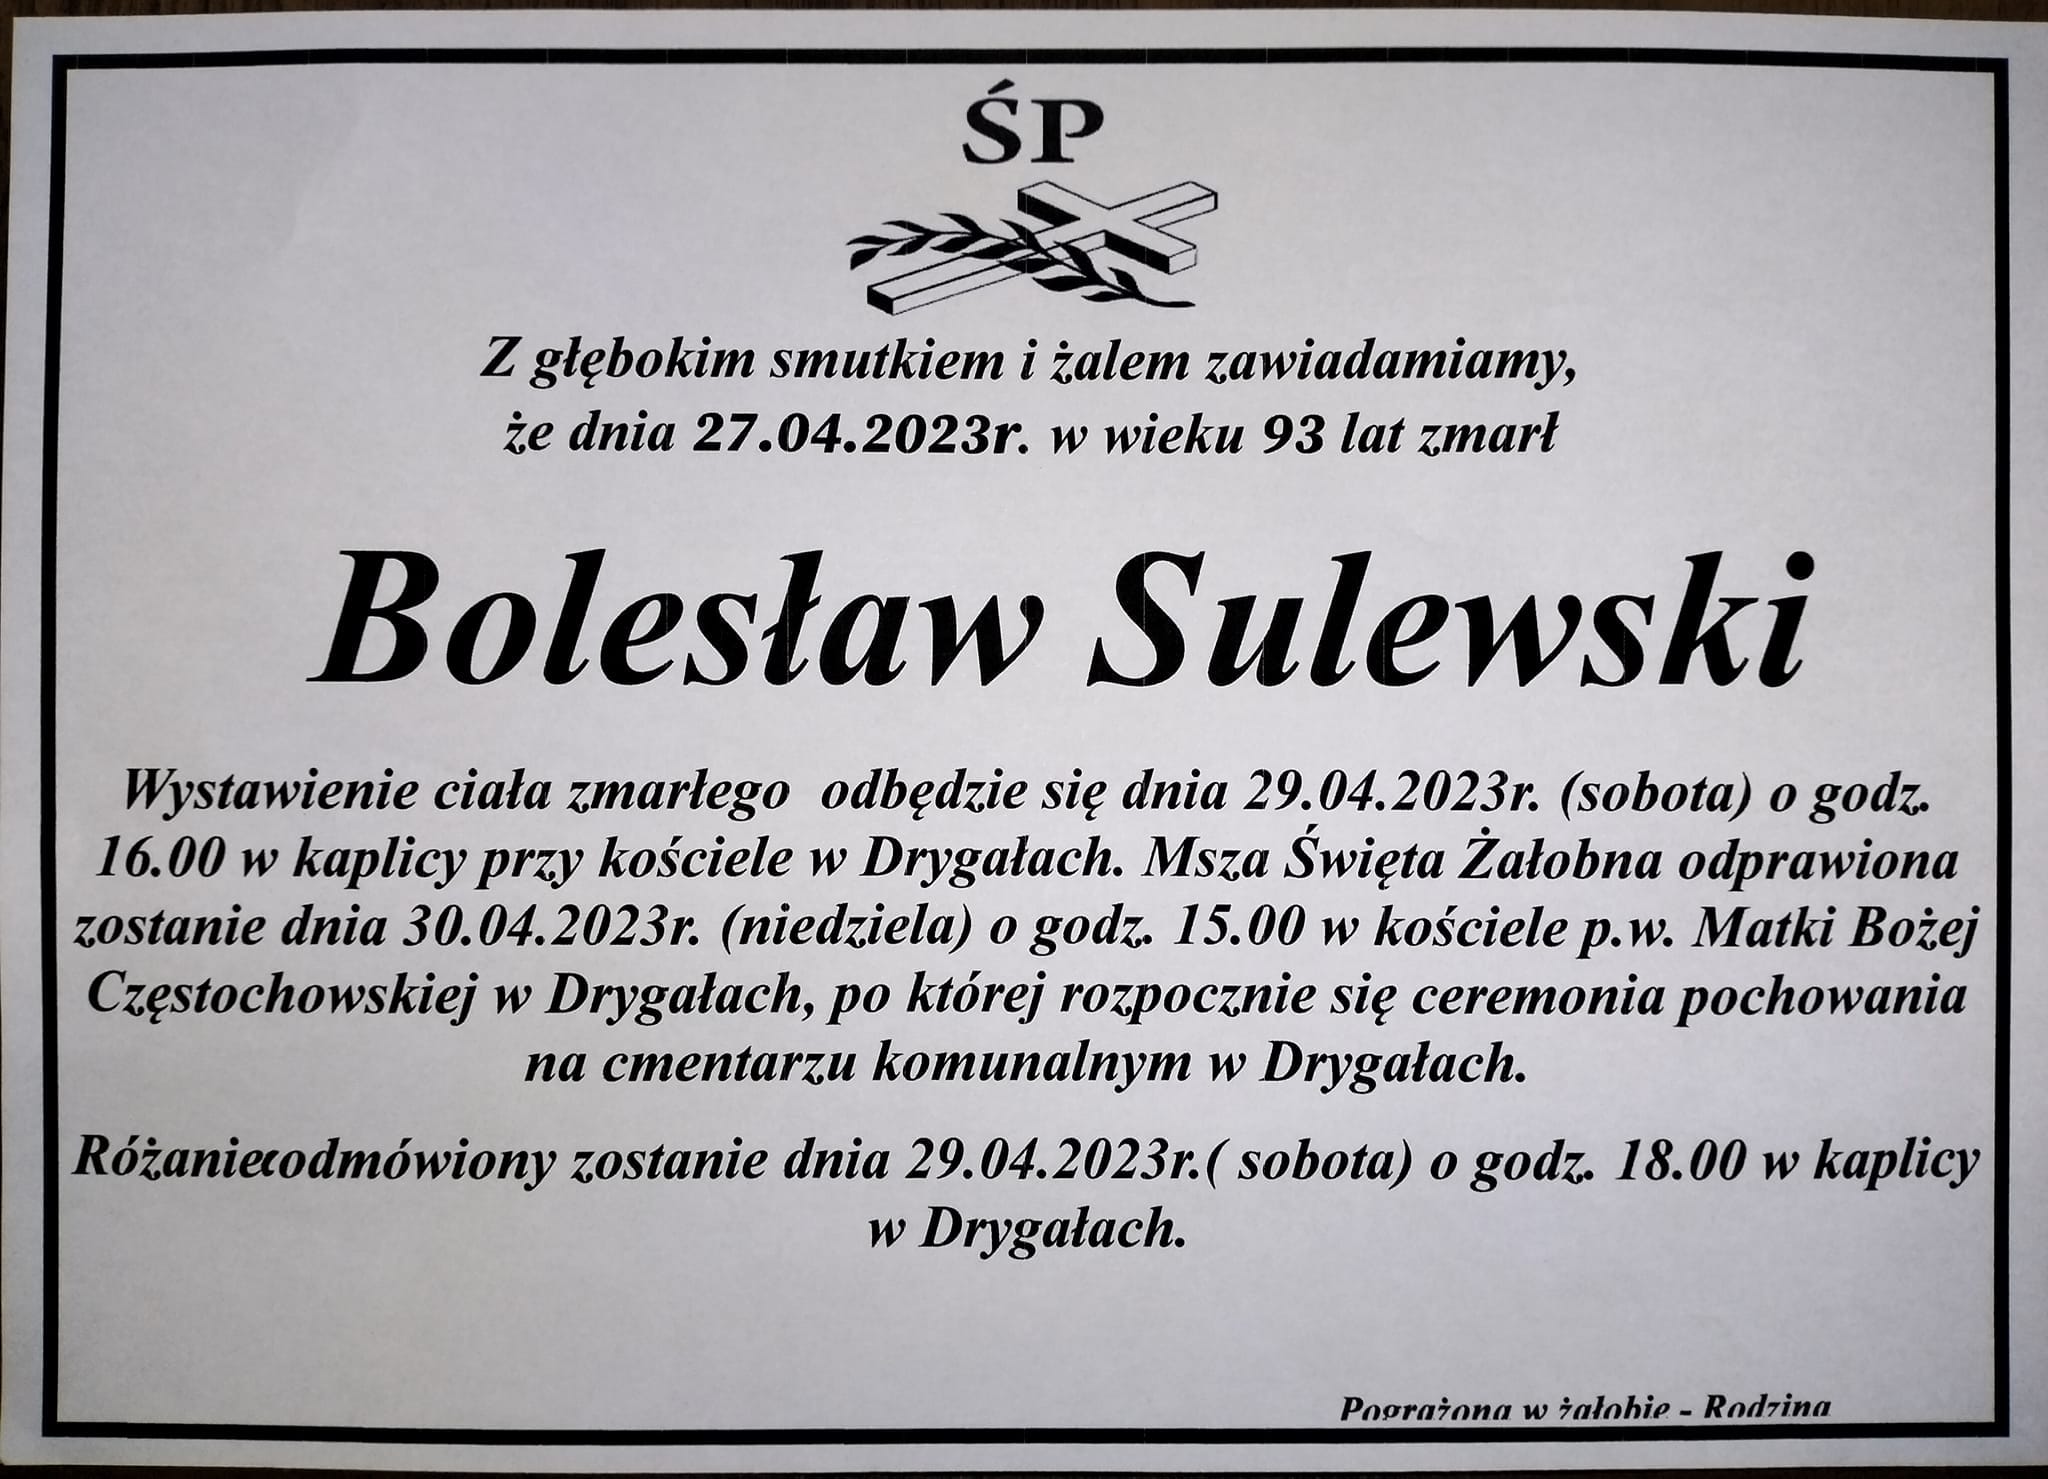 ŚP
Z głębokim smutkiem i żalem zawiadamiamy,
że dnia 27.04.2023r. w wieku 93 lat zmarł
Bolesław Sulewski
Wystawienie ciała zmarłego odbędzie się dnia 29.04.2023r. (sobota) o godz.
16.00 w kaplicy przy kościele w Drygałach. Msza Święta Żałobna odprawiona
zostanie dnia 30.04.2023r. (niedziela) o godz. 15.00 w kościele p.w. Matki Bożej
Częstochowskiej w Drygałach, po której rozpocznie się ceremonia pochowania
na cmentarzu komunalnym w Drygałach.
Różaniec odmówiony zostanie dnia 29.04.2023r.( sobota) o godz. 18.00 w kaplicy
w Drygałach.
Pogrążona w żałobie - Rodzina